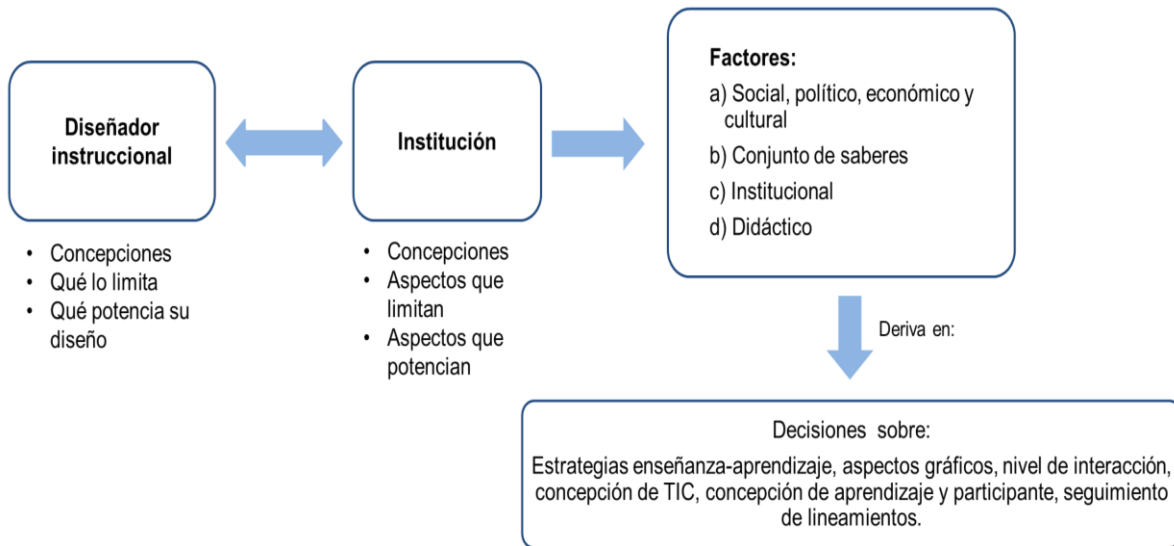 Diseñador
instruccional
• Concepciones
• Qué lo limita
• Qué potencia su
diseño
Institución
• Concepciones
• Aspectos que
limitan
• Aspectos que
potencian
Factores:
a) Social, político, económico y
cultural
b) Conjunto de saberes
c) Institucional
d) Didáctico
Deriva en:
Decisiones sobre:
Estrategias enseñanza-aprendizaje, aspectos gráficos, nivel de interacción,
concepción de TIC, concepción de aprendizaje y participante, seguimiento
de lineamientos.